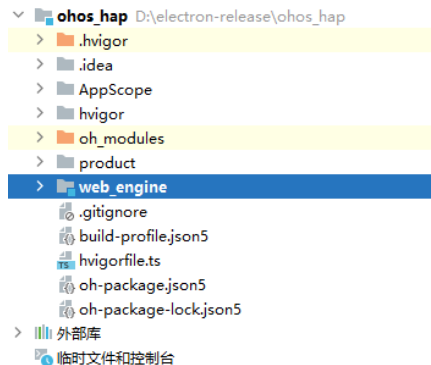 ohos_hap D:\electron-release\ohos_hap
.hvigor
.idea
AppScope
hvigor
oh_modules
product
web_engine
.gitignore
build-profile.json5
hvigorfile.ts
oh-package.json5
oh-package-lock.json5
外部库
临时文件和控制台